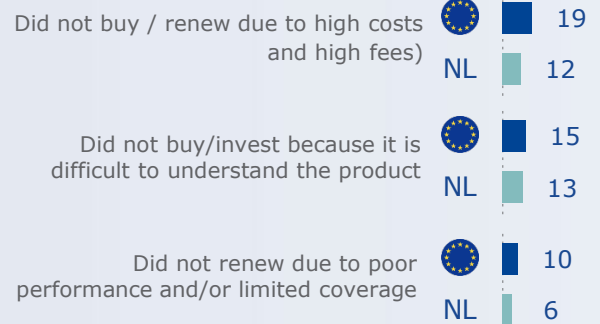 Did not buy / renew due to high costs
and high fees)
19
NL 12
Did not buy/invest because it is
difficult to understand the product
15
NL 13
Did not renew due to poor
performance and/or limited coverage
10
NL 6